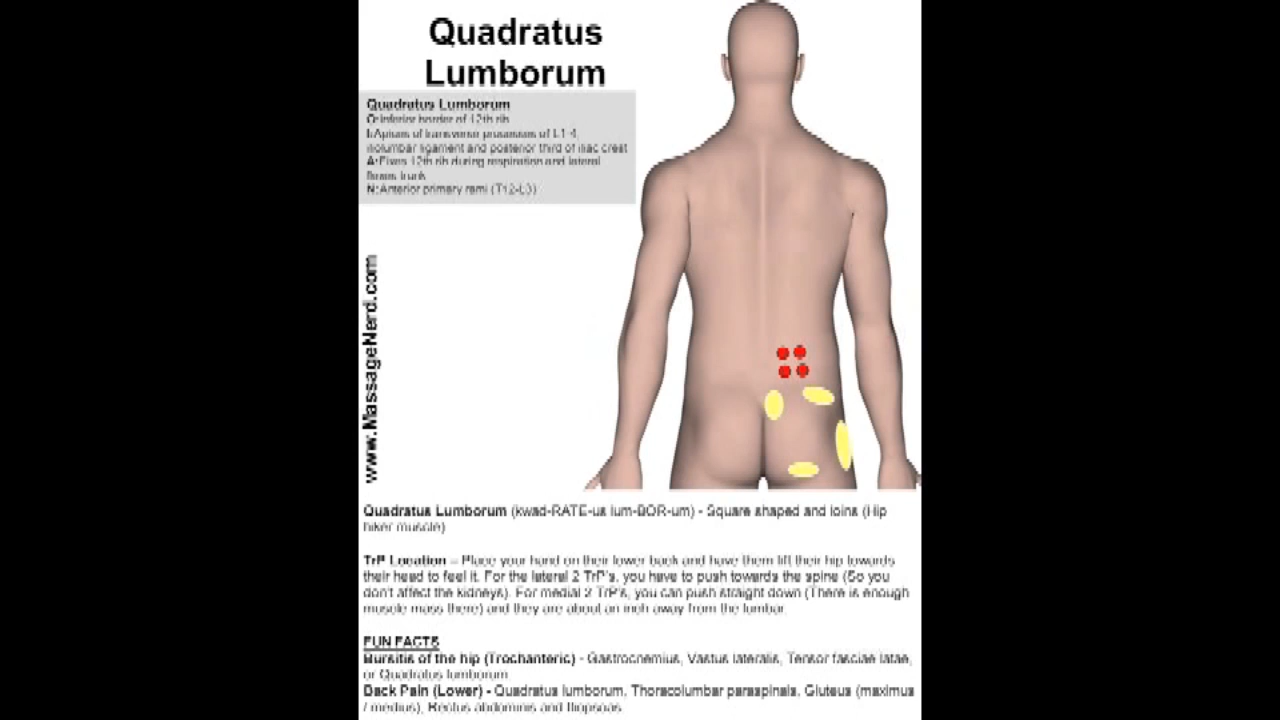 Quadratus
Lumborum
Quadratus Lumborum
O: Inferior border of 12th rib
I: Apices of transverse processes of L1-4,
iliolumbar ligament and posterior third of iliac crest
A: Fixes 12th rib during respiration and lateral
flexes trunk
N: Anterior primary rami (T12-L3)
www.MassageNerd.com
Quadratus Lumborum (kwad-RATE-us lum-BOR-um) - Square shaped and loins (Hip
hiker muscle)
TrP Location – Place your hand on their lower back and have them lift their hip towards
their head to feel it. For the lateral 2 TrP's, you have to push towards the spine (So you
don't affect the kidneys). For medial 2 TrP's, you can push straight down (There is enough
muscle mass there) and they are about an inch away from the lumbar.
FUN FACTS
Bursitis of the hip (Trochanteric) - Gastrocnemius, Vastus lateralis, Tensor fasciae latae,
or Quadratus lumborum
Back Pain (Lower) - Quadratus lumborum, Thoracolumbar paraspinals, Gluteus (maximus
/ medius), Rectus abdominis and Iliopsoas